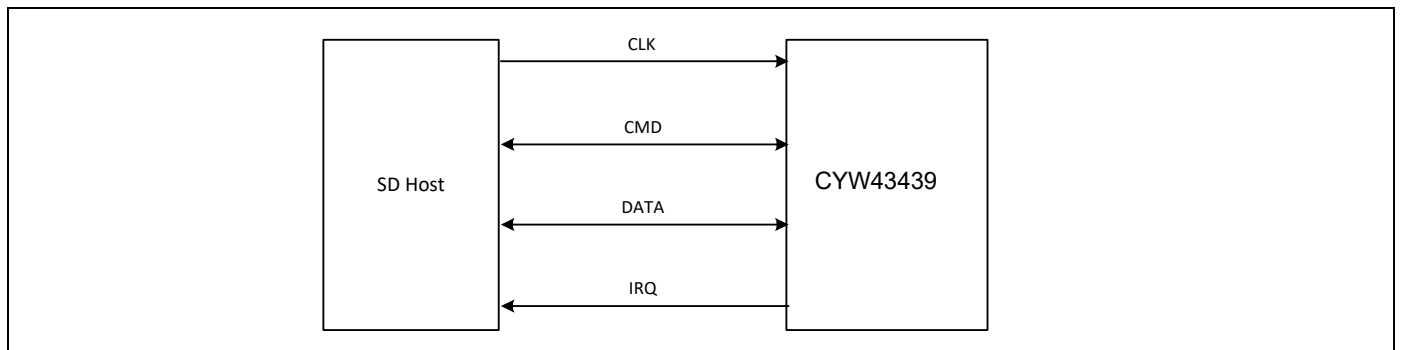 CLK
CMD
SD Host
CYW43439
DATA
IRQ